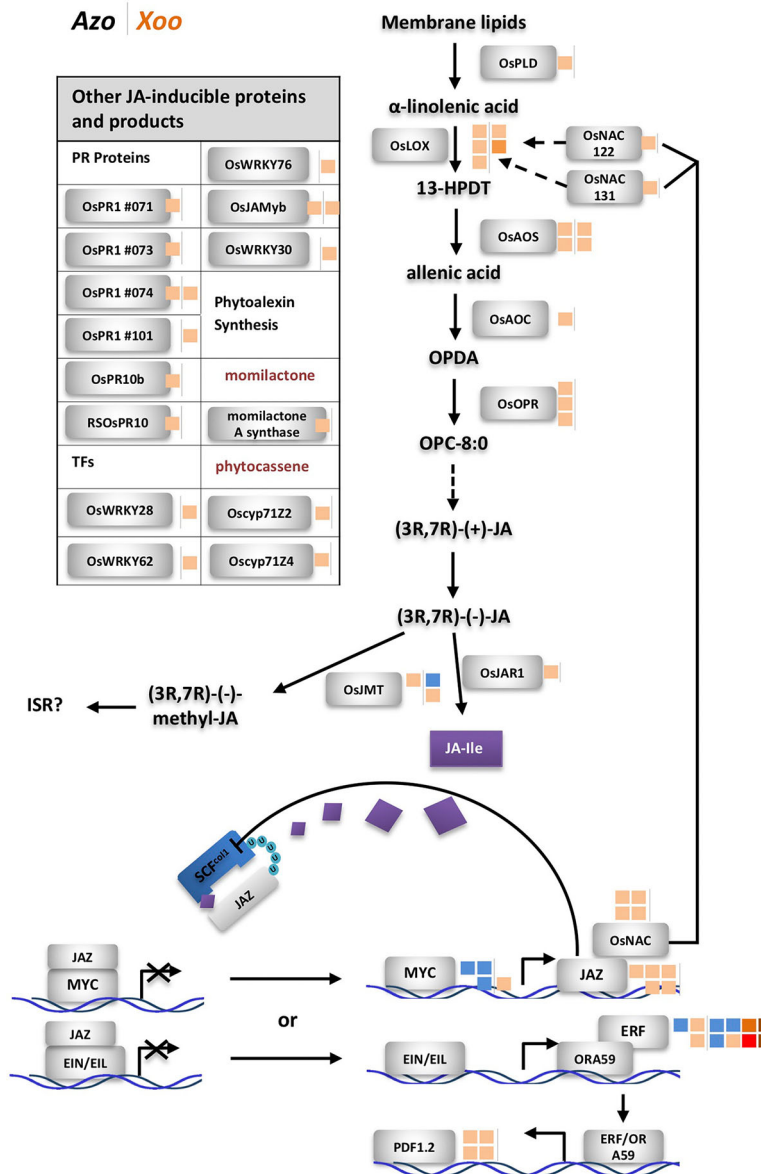 Azo Xoo
Membrane lipids
OsPLD
α-linolenic acid
OsLOX
OsNAC
122
OsNAC
131
13-HPDT
OsAOS
allenic acid
OsAOC
OPDA
OsOPR
OPC-8:0
(3R,7R)-(+)-JA
(3R,7R)-(-)-JA
OsJMT
OsJAR1
(3R,7R)-(-)-
methyl-JA
ISR?
JA-Ile
Other JA-inducible proteins
and products
PR Proteins
OsWRKY76
OsPR1 #071
OsJAMyb
OsPR1 #073
OsWRKY30
OsPR1 #074
Phytoalexin
Synthesis
OsPR1 #101
OsPR10b
momilactone
RSOsPR10
momilactone
A synthase
TFs
phytocassene
OsWRKY28
Oscyp71Z2
OsWRKY62
Oscyp71Z4
SCFcol1
U
U
U
U
U
JAZ
OsNAC
JAZ
MYC
MYC
JAZ
or
JAZ
EIN/EIL
EIN/EIL
ERF
ORA59
PDF1.2
ERF/OR
A59